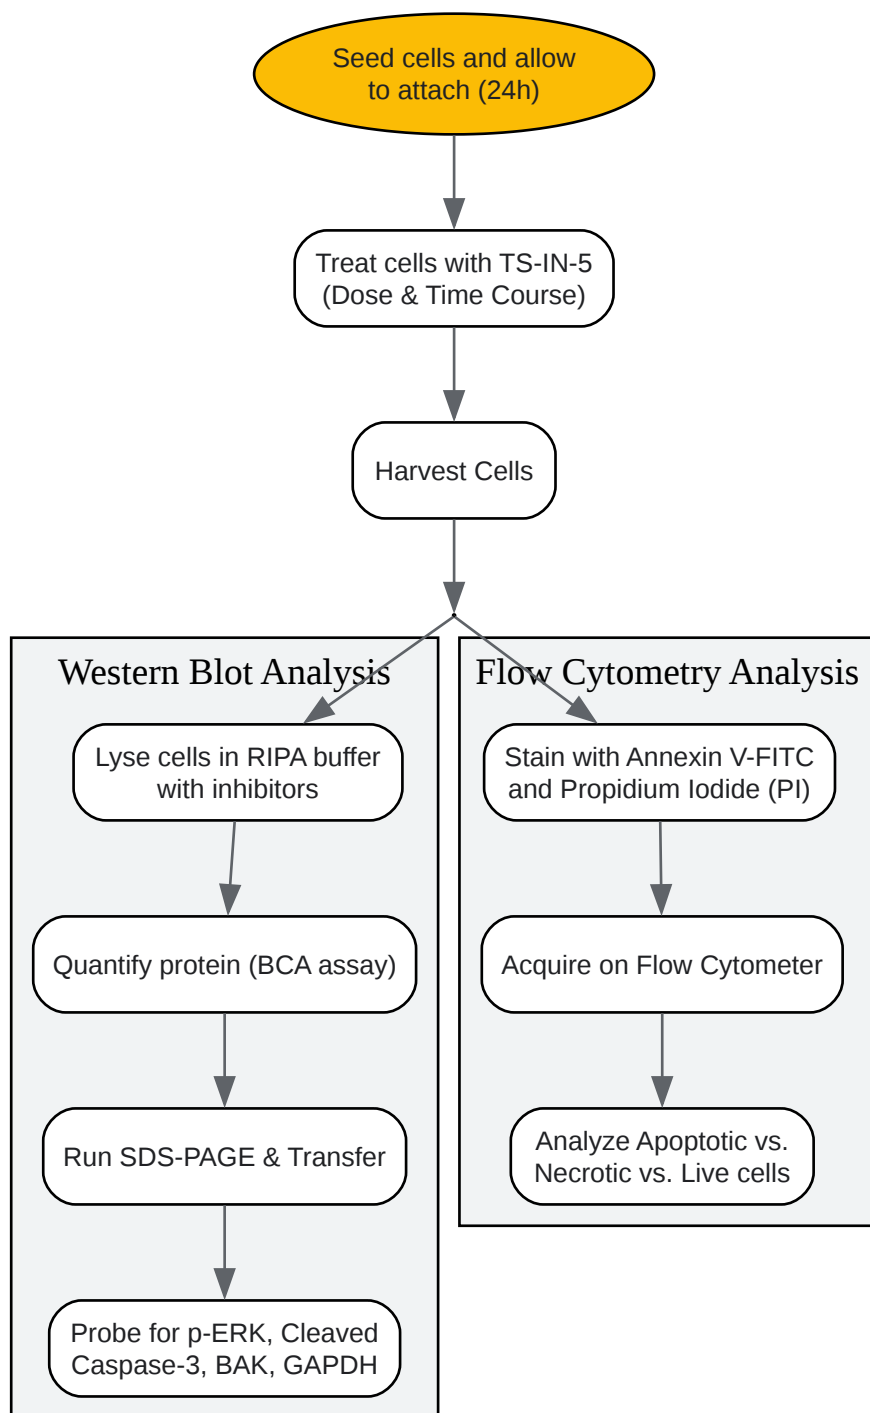 Seed cells and allow
to attach (24h)
Treat cells with TS-IN-5
(Dose & Time Course)
Harvest Cells
Western Blot Analysis
Lyse cells in RIPA buffer
with inhibitors
Quantify protein (BCA assay)
Run SDS-PAGE & Transfer
Probe for p-ERK, Cleaved
Caspase-3, BAK, GAPDH
Flow Cytometry Analysis
Stain with Annexin V-FITC
and Propidium Iodide (PI)
Acquire on Flow Cytometer
Analyze Apoptotic vs.
Necrotic vs. Live cells